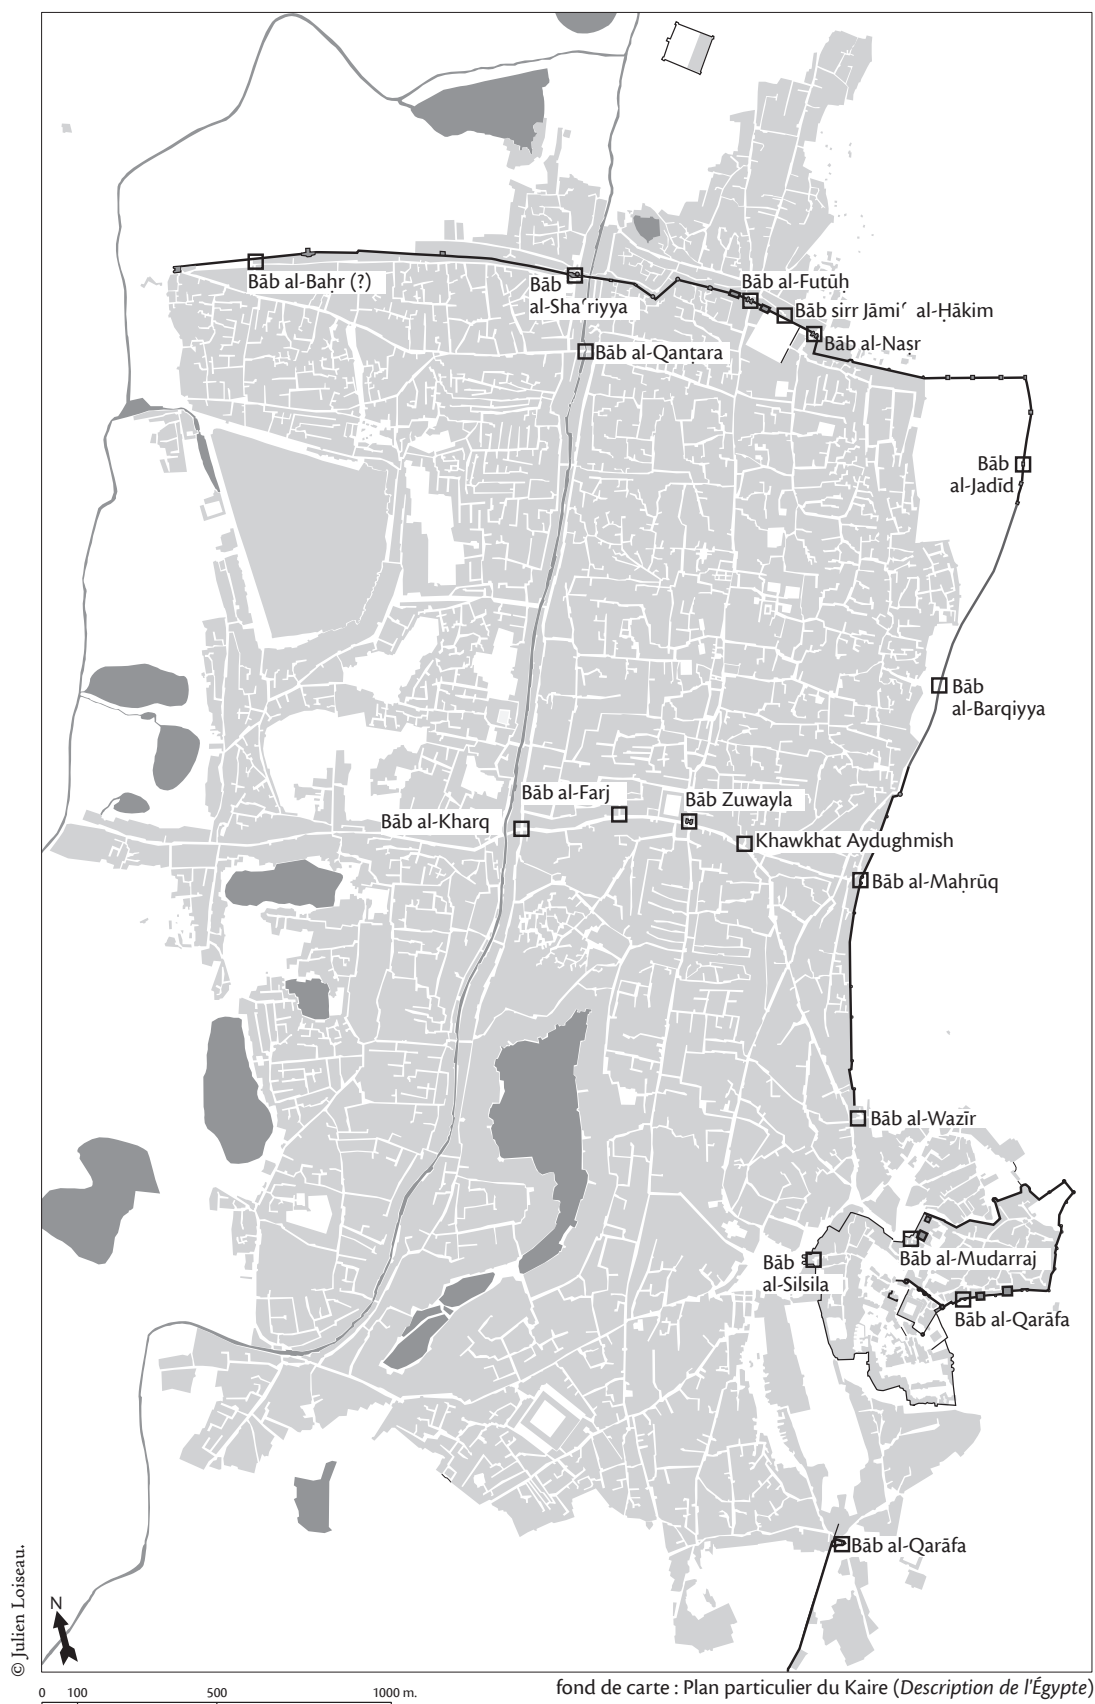 Bāb al-Baḥr (?)
Bāb
al-Shaʿriyya
Bāb al-Futūḥ
Bāb sirr Jāmiʿ al-Ḥākim
Bāb al-Naṣr
Bāb al-Qanṭara
Bāb
al-Jadīd
Bāb
al-Barqiyya
Bāb al-Farj
Bāb Zuwayla
Bāb al-Kharq
Khawkhat Aydughmish
Bāb al-Maḥrūq
Bāb al-Wazīr
Bāb al-Mudarraj
Bāb
al-Silsila
Bāb al-Qarāfa
Bāb al-Qarāfa
© Julien Loiseau.
N
fond de carte : Plan particulier du Kaire (Description de l'Égypte)
0 100 500 1000 m.